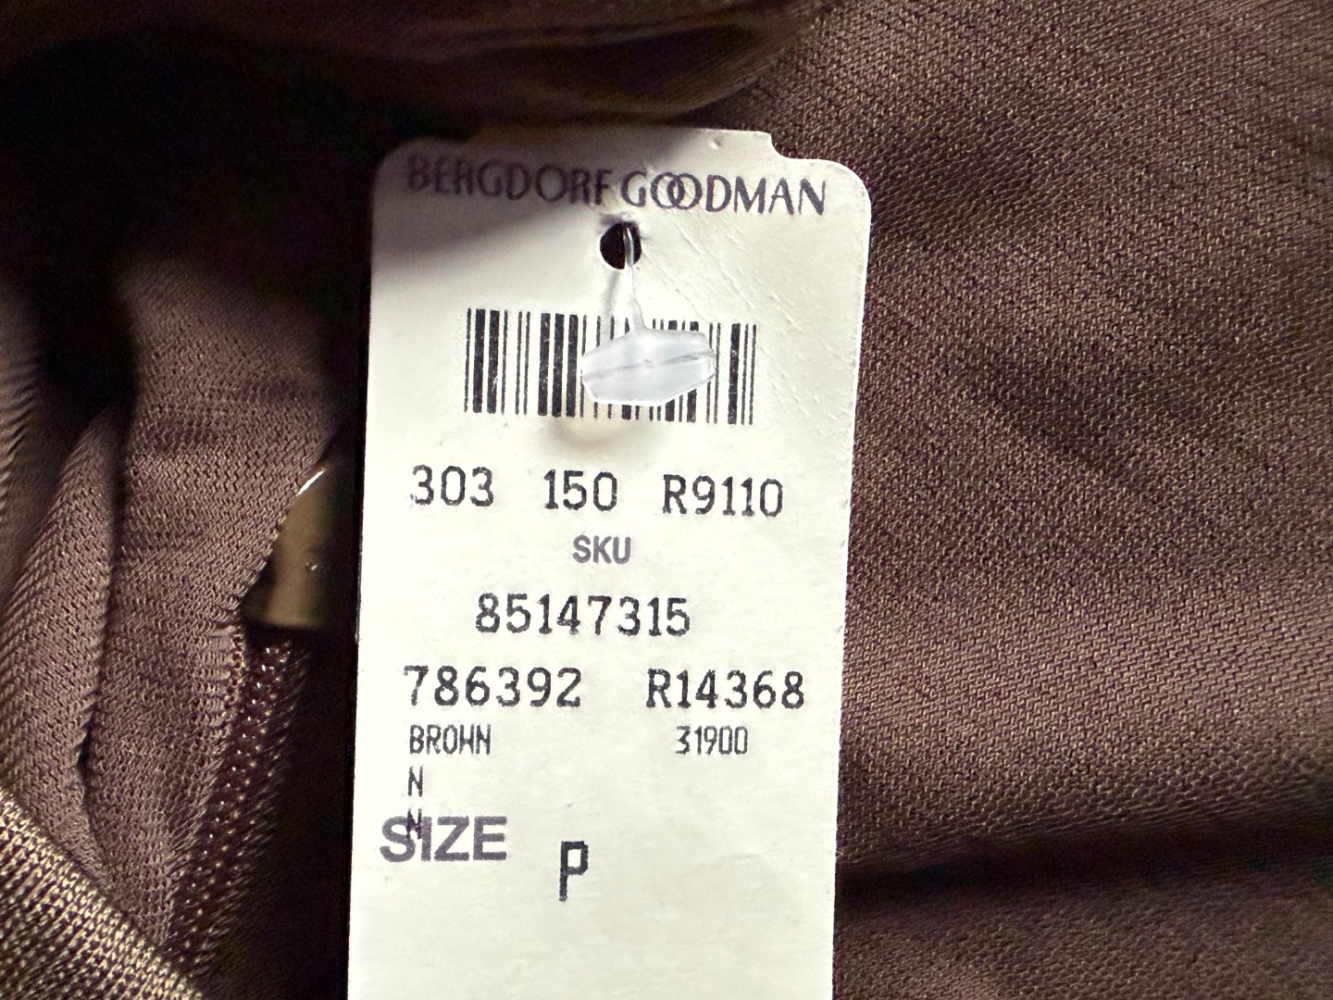 BERGDORF GOODMAN
303 150 R9110
SKU
85147315
786392 R14368
BROWN 31900
N
N
SIZE P